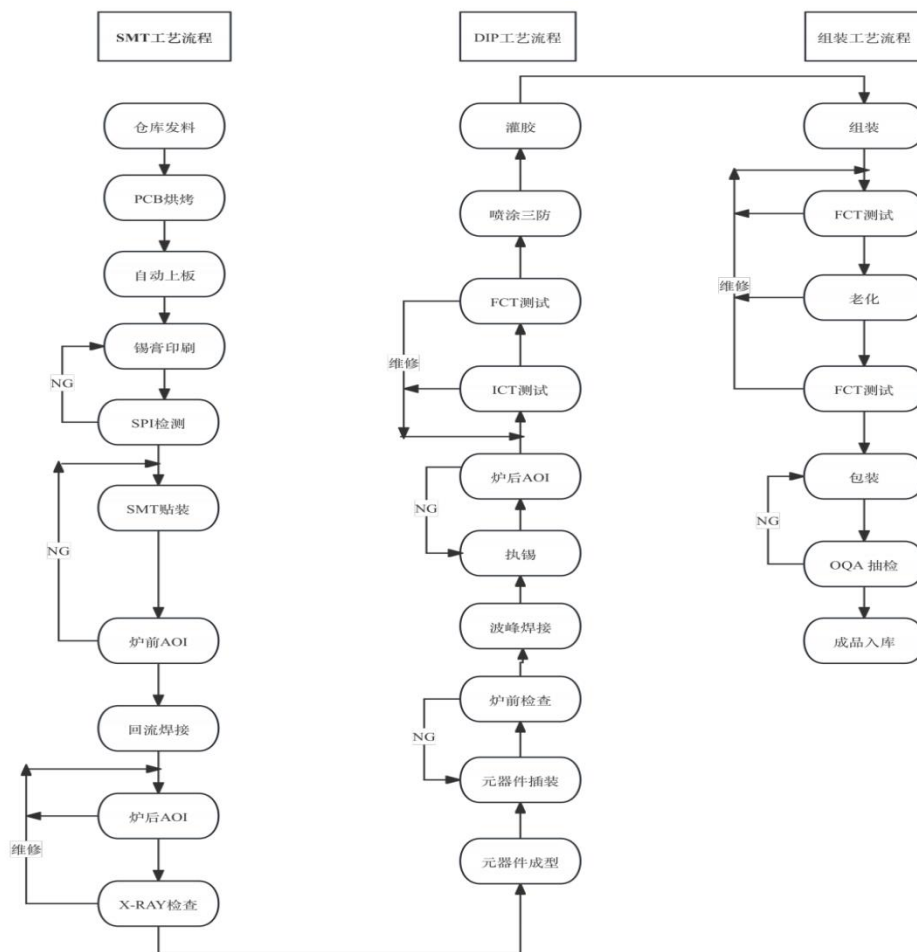 SMT工艺流程
仓库发料
PCB烘烤
自动上板
锡膏印刷
NG
SPI检测
SMT贴装
NG
炉前AOI
回流焊接
炉后AOI
维修
X-RAY检查
DIP工艺流程
灌胶
喷涂三防
FCT测试
维修
ICT测试
炉后AOI
NG
执锡
波峰焊接
炉前检查
NG
元器件插装
元器件成型
组装工艺流程
组装
FCT测试
维修
老化
FCT测试
包装
NG
OQA 抽检
成品入库